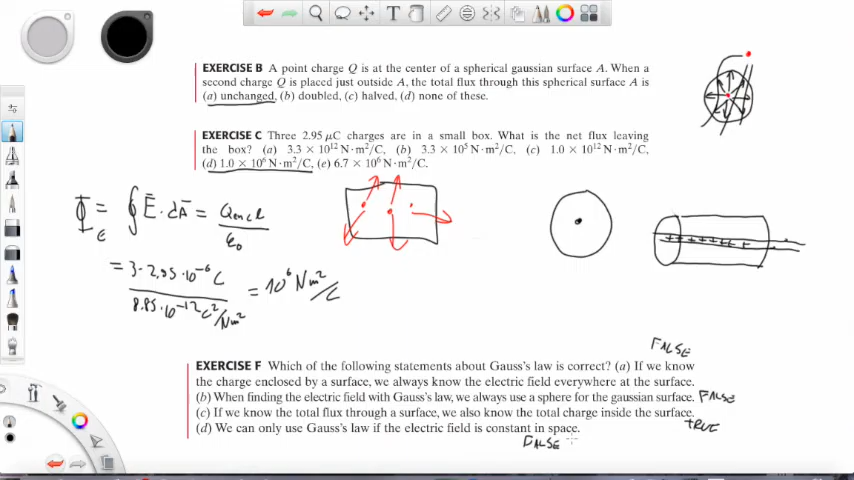 T
EXERCISE B A point charge Q is at the center of a spherical gaussian surface A. When a
second charge Q is placed just outside A, the total flux through this spherical surface A is
(a) unchanged, (b) doubled, (c) halved, (d) none of these.
EXERCISE C Three 2.95 μC charges are in a small box. What is the net flux leaving
the box? (a) 3.3 × 10¹² N·m²/C, (b) 3.3 × 10⁵ N·m²/C, (c) 1.0 × 10¹² N·m²/C,
(d) 1.0 × 10⁶ N·m²/C, (e) 6.7 × 10⁶ N·m²/C.
Φ_E = ∮ E̅ · dA̅ = Q_encl / ε₀
= 3·2,95·10⁻⁶ C / 8.85·10⁻¹² C²/Nm² = 10⁶ Nm²/C
+ + + + + + + +
FALSE
EXERCISE F Which of the following statements about Gauss's law is correct? (a) If we know
the charge enclosed by a surface, we always know the electric field everywhere at the surface.
(b) When finding the electric field with Gauss's law, we always use a sphere for the gaussian surface. FALSE
(c) If we know the total flux through a surface, we also know the total charge inside the surface.
(d) We can only use Gauss's law if the electric field is constant in space. TRUE
FALSE